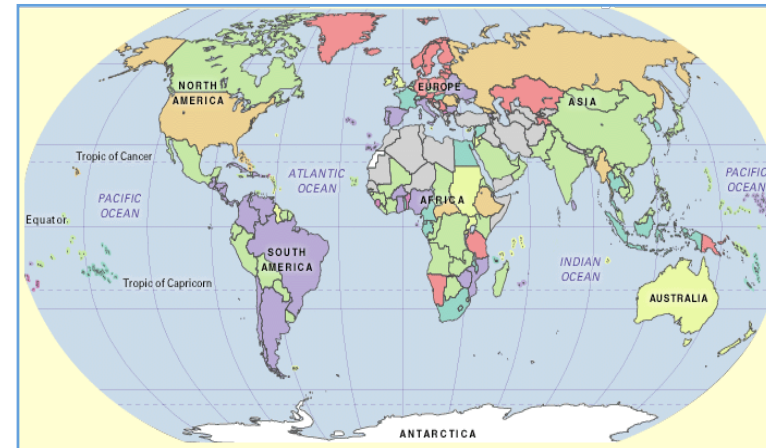 NORTH
AMERICA
EUROPE
ASIA
Tropic of Cancer
ATLANTIC
OCEAN
PACIFIC
OCEAN
PACIFIC
OCEAN
AFRICA
Equator
SOUTH
AMERICA
INDIAN
OCEAN
Tropic of Capricorn
AUSTRALIA
ANTARCTICA